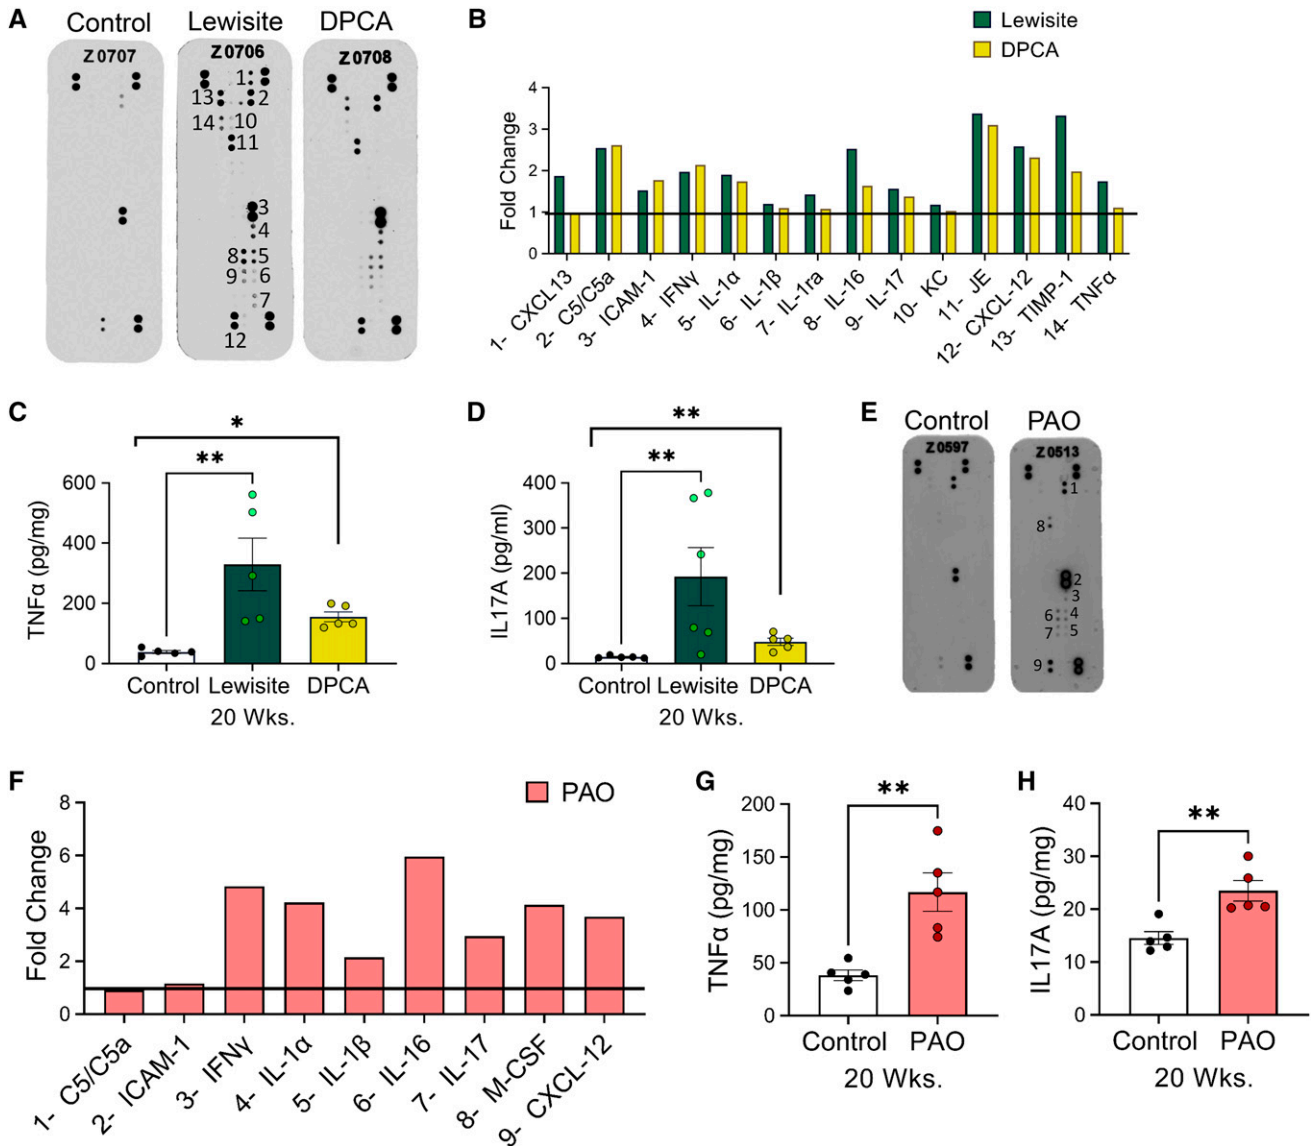 A
Control
Lewisite
DPCA
Z 0707
Z 0706
Z 0708
1
13
2
14
10
11
3
4
8
5
9
6
7
12
B
Lewisite
DPCA
Fold Change
4
3
2
1
0
1- CXCL13
2- C5/C5a
3- ICAM-1
4- IFNγ
5- IL-1α
6- IL-1β
7- IL-1ra
8- IL-16
9- IL-17
10- KC
11- JE
12- CXCL-12
13- TIMP-1
14- TNFα
C
*
**
TNFα (pg/mg)
600
400
200
0
Control Lewisite DPCA
20 Wks.
D
**
**
IL17A (pg/ml)
400
300
200
100
0
Control Lewisite DPCA
20 Wks.
E
Control
PAO
Z 0597
Z 0513
1
8
2
3
6
4
7
5
9
F
PAO
Fold Change
8
6
4
2
0
1- C5/C5a
2- ICAM-1
3- IFNγ
4- IL-1α
5- IL-1β
6- IL-16
7- IL-17
8- M-CSF
9- CXCL-12
G
**
TNFα (pg/mg)
200
150
100
50
0
Control PAO
20 Wks.
H
**
IL17A (pg/mg)
40
30
20
10
0
Control PAO
20 Wks.